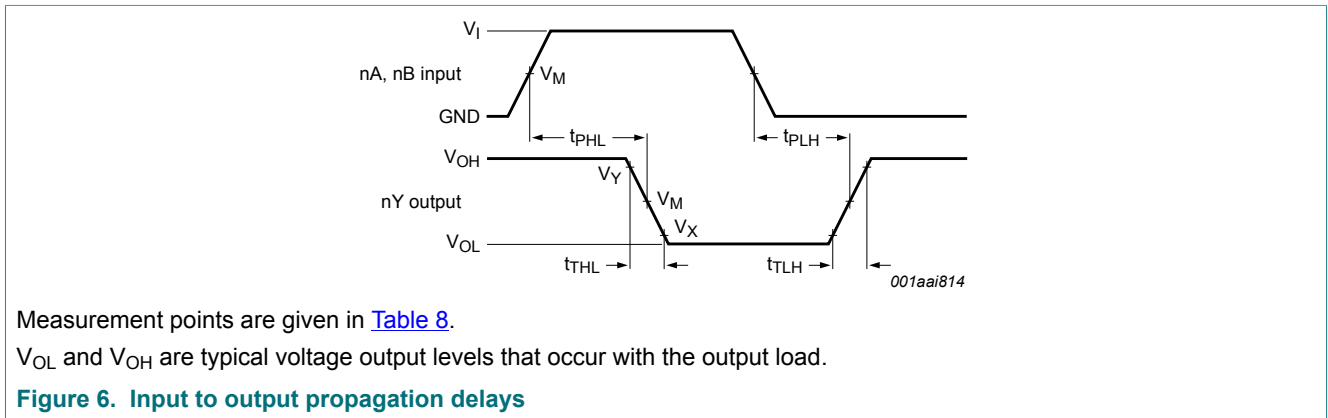 VI
nA, nB input
VM
GND
tPHL
tPLH
VOH
VY
nY output
VM
VX
VOL
tTHL
tTLH
001aai814
Measurement points are given in Table 8.
VOL and VOH are typical voltage output levels that occur with the output load.
Figure 6. Input to output propagation delays